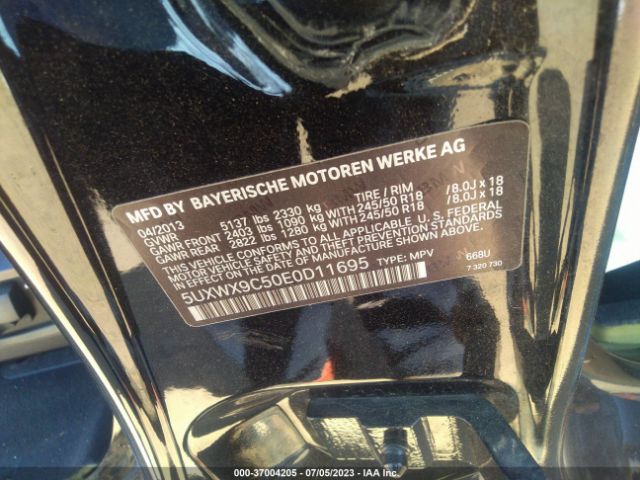 MFD BY BAYERISCHE MOTOREN WERKE AG
04/2013
GVWR 5137 lbs 2330 kg TIRE / RIM
GAWR FRONT 2403 lbs 1090 kg WITH 245/50 R18 /8.0J x 18
GAWR REAR 2822 lbs 1280 kg WITH 245/50 R18 /8.0J x 18
THIS VEHICLE CONFORMS TO ALL APPLICABLE U. S. FEDERAL
MOTOR VEHICLE SAFETY AND THEFT PREVENTION STANDARDS
IN EFFECT ON THE DATE OF MANUFACTURE SHOWN ABOVE.
5UXWX9C50E0D11695 TYPE: MPV 668U
7 320 730
000-37004205 - 07/05/2023 - IAA Inc.